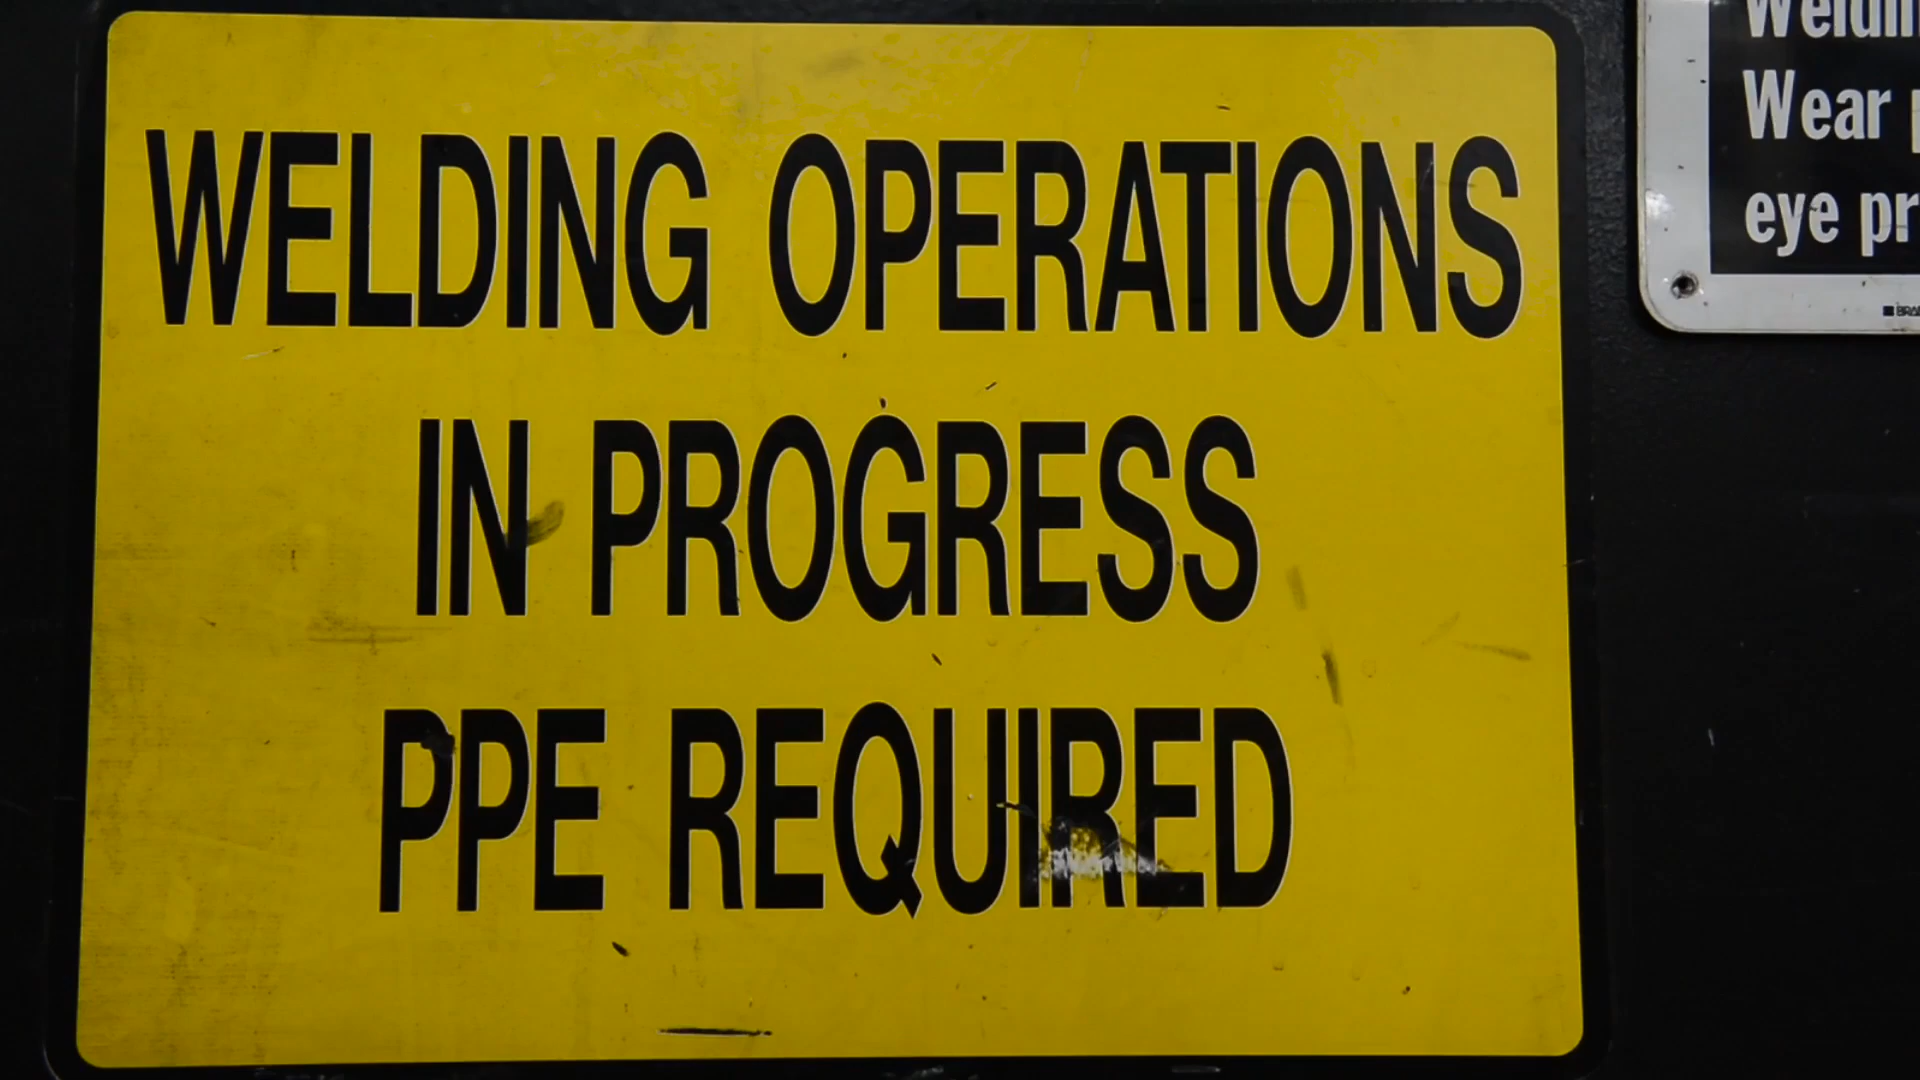 WELDING OPERATIONS
IN PROGRESS
PPE REQUIRED
Wear
eye